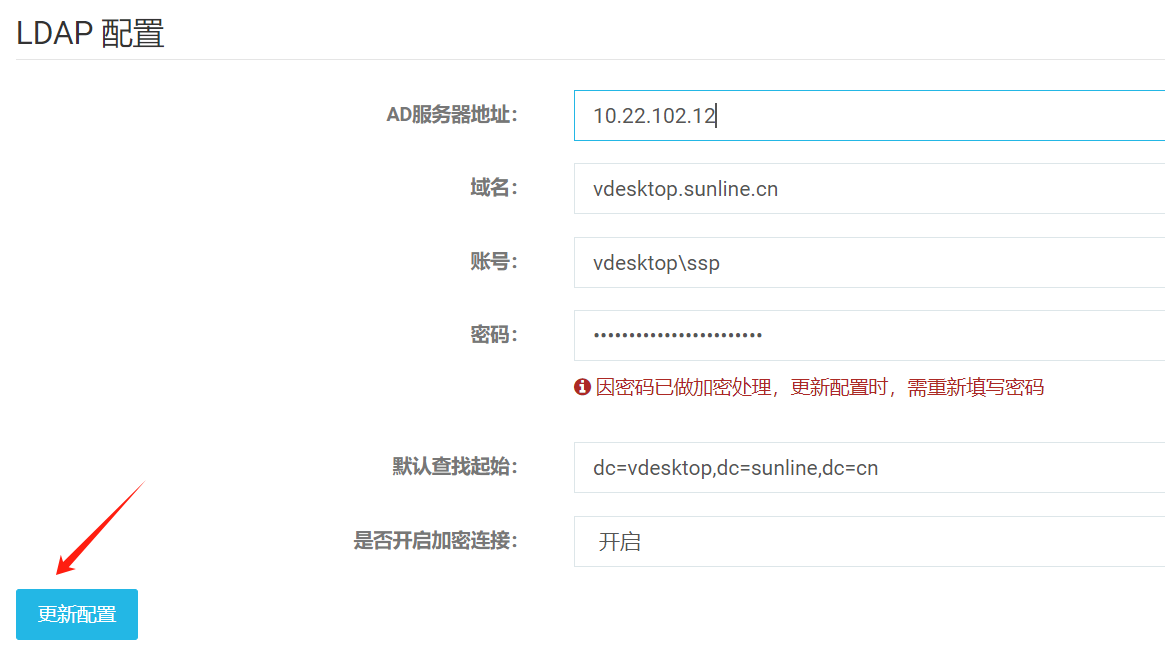 LDAP 配置
AD服务器地址： 10.22.102.12
域名： vdesktop.sunline.cn
账号： vdesktop\ssp
密码： ••••••••••••••••••••••••
因密码已做加密处理，更新配置时，需重新填写密码
默认查找起始： dc=vdesktop,dc=sunline,dc=cn
是否开启加密连接： 开启
更新配置